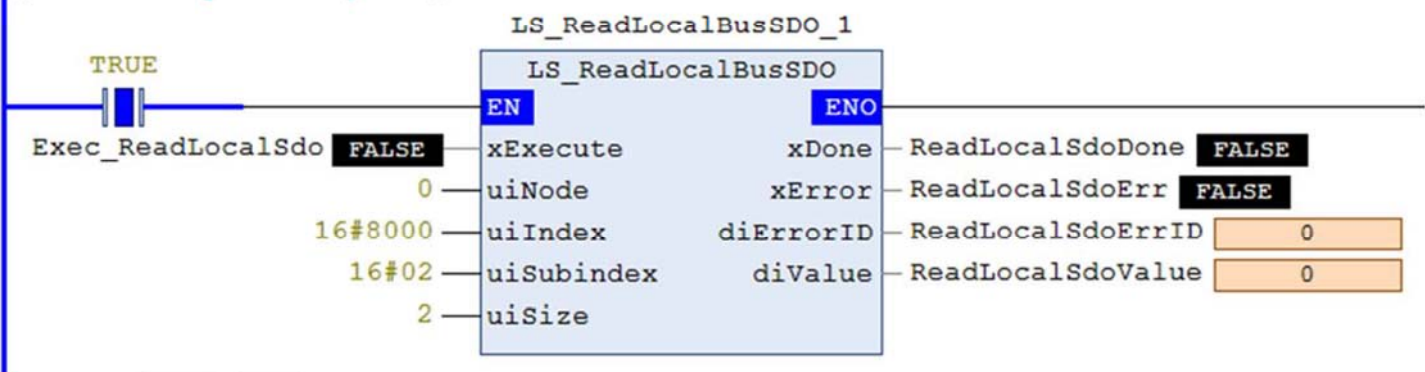 LS_ReadLocalBusSDO_1
TRUE
LS_ReadLocalBusSDO
EN ENO
Exec_ReadLocalSdo FALSE xExecute xDone ReadLocalSdoDone FALSE
0 uiNode xError ReadLocalSdoErr FALSE
16#8000 uiIndex diErrorID ReadLocalSdoErrID 0
16#02 uiSubindex diValue ReadLocalSdoValue 0
2 uiSize